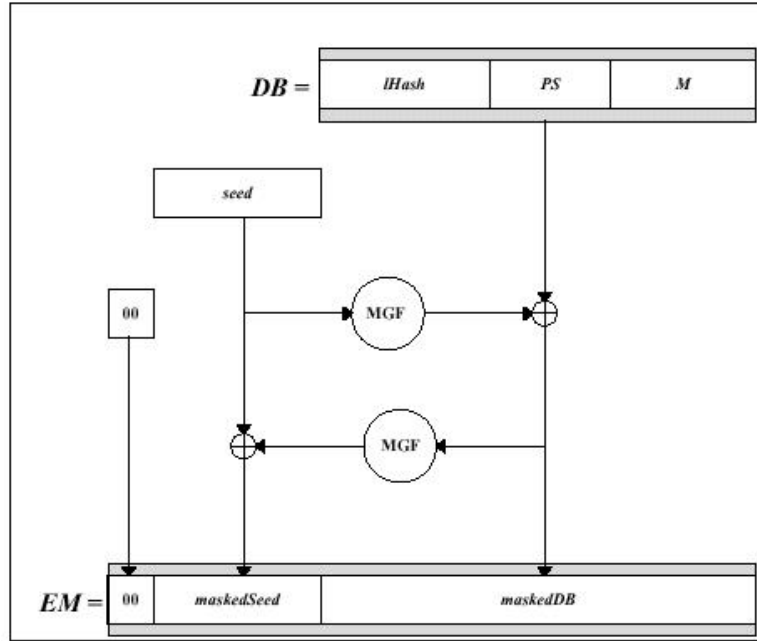 DB = lHash PS M
seed
00
MGF
MGF
EM = 00 maskedSeed maskedDB